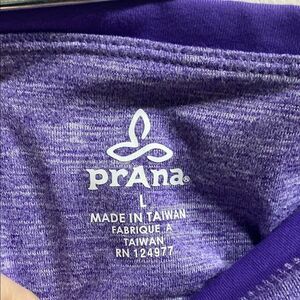 prAna®
L
MADE IN TAIWAN
FABRIQUE A
TAIWAN
RN 124977